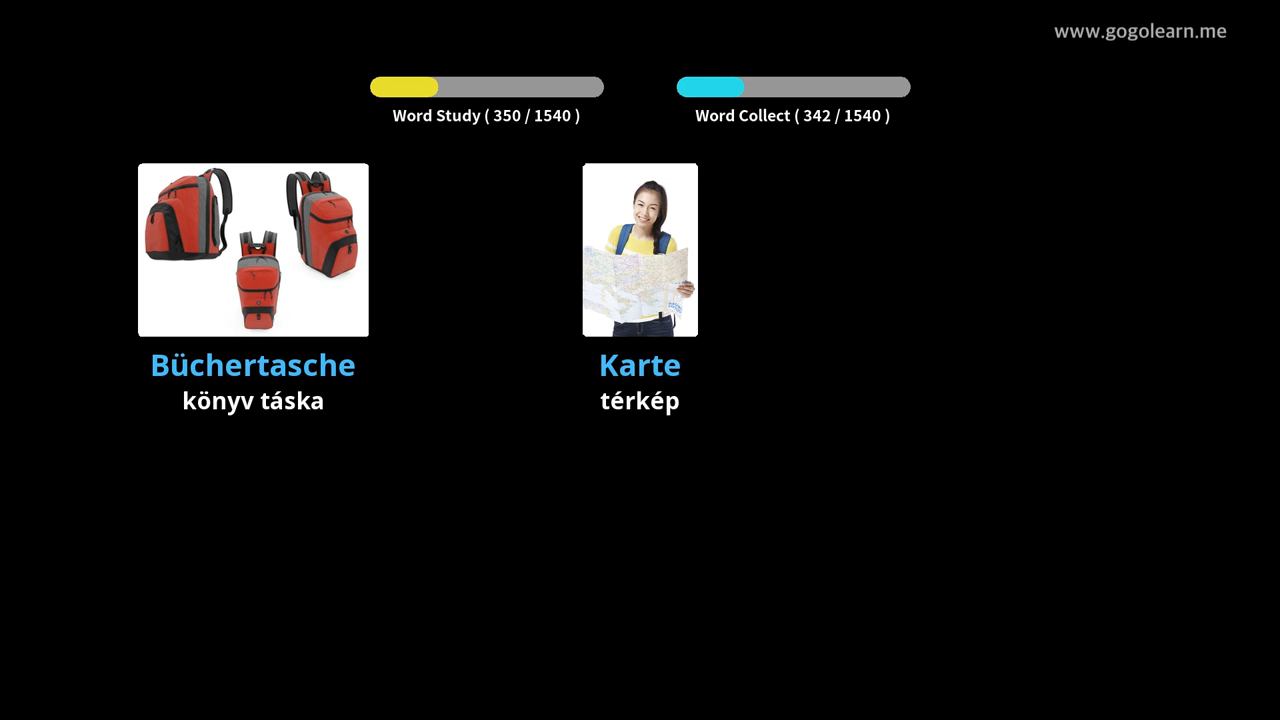 www.gogolearn.me
Word Study ( 350 / 1540 )
Word Collect ( 342 / 1540 )
Büchertasche
könyv táska
Karte
térkép